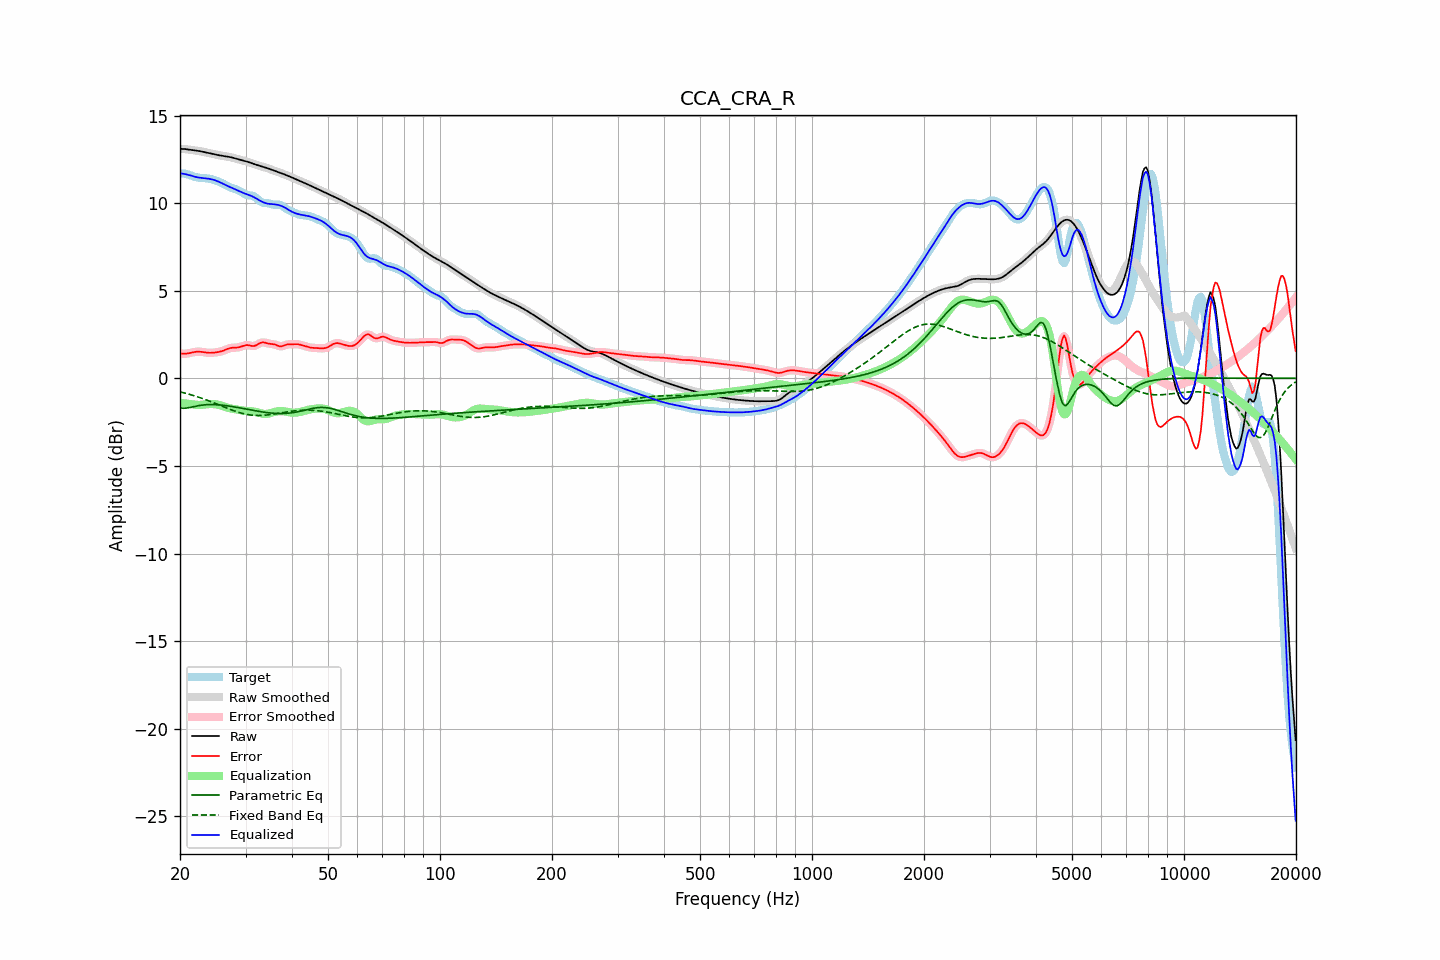 CCA_CRA_R
15
10
5
0
−5
−10
−15
−20
−25
Amplitude (dBr)
Target
Raw Smoothed
Error Smoothed
Raw
Error
Equalization
Parametric Eq
Fixed Band Eq
Equalized
20 50 100 200 500 1000 2000 5000 10000 20000
Frequency (Hz)